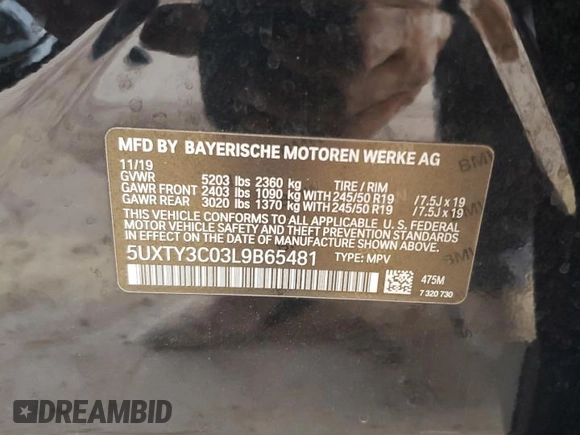 MFD BY BAYERISCHE MOTOREN WERKE AG
11/19
GVWR 5203 lbs 2360 kg TIRE / RIM
GAWR FRONT 2403 lbs 1090 kg WITH 245/50 R19 / 7.5J x 19
GAWR REAR 3020 lbs 1370 kg WITH 245/50 R19 / 7.5J x 19
THIS VEHICLE CONFORMS TO ALL APPLICABLE U.S. FEDERAL
MOTOR VEHICLE SAFETY AND THEFT PREVENTION STANDARDS
IN EFFECT ON THE DATE OF MANUFACTURE SHOWN ABOVE.
5UXTY3C03L9B65481 TYPE: MPV
475M
7 320 730
DREAMBID